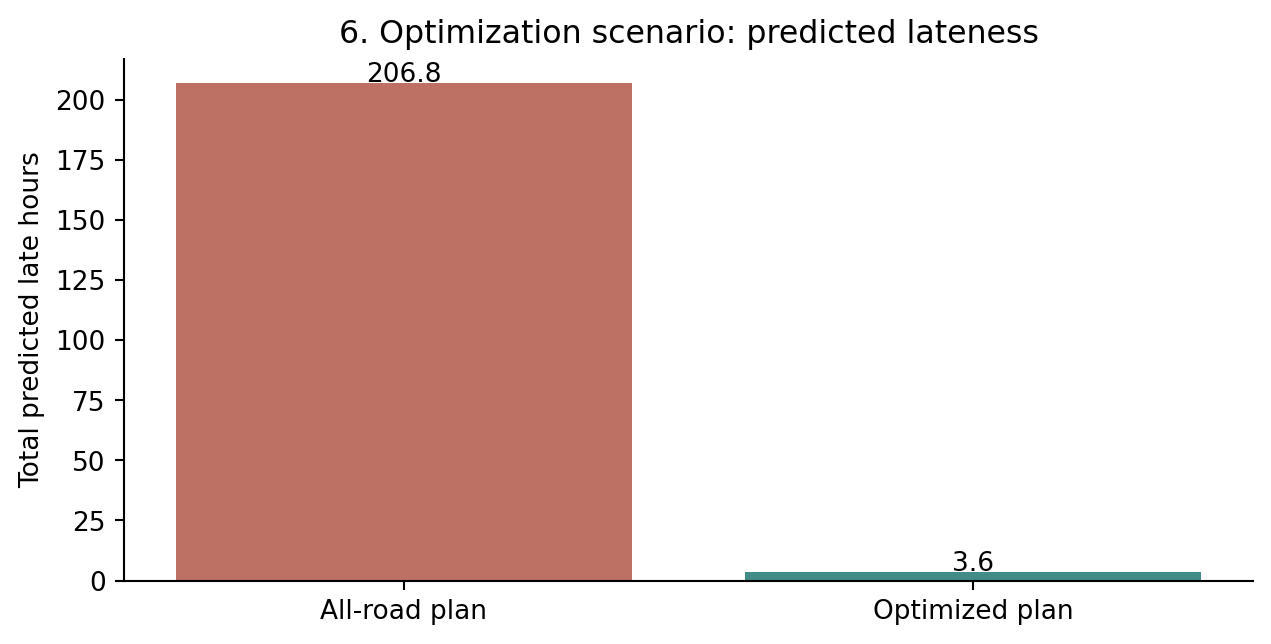 6. Optimization scenario: predicted lateness
Total predicted late hours
200
175
150
125
100
75
50
25
0
206.8
3.6
All-road plan
Optimized plan